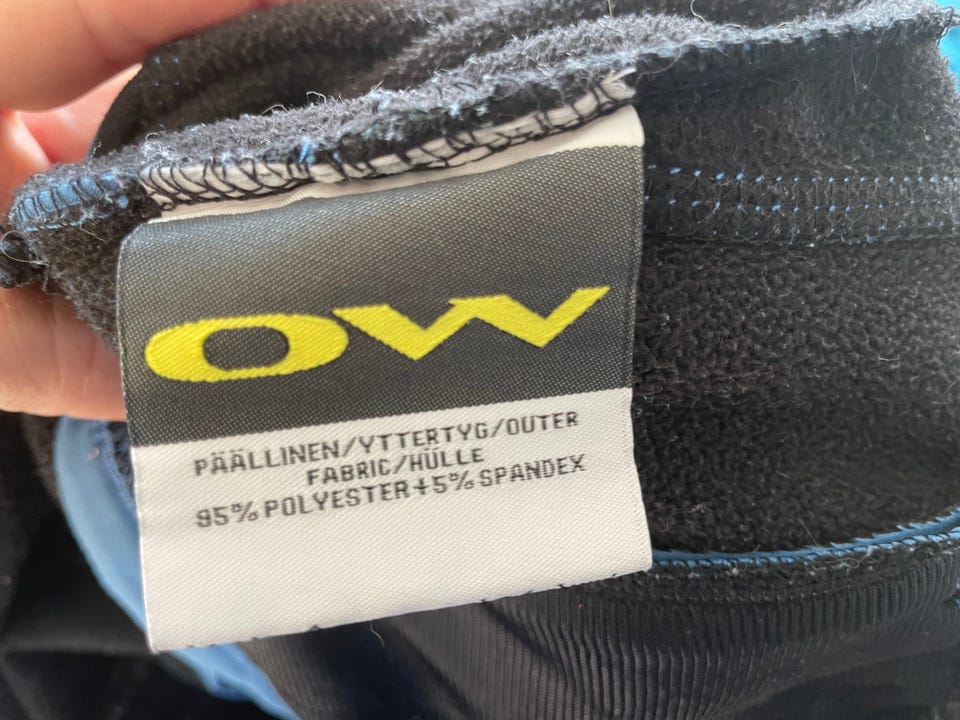 OW
PÄÄLLINEN/YTTERTYG/OUTER
FABRIC/HÜLLE
95% POLYESTER+5% SPANDEX